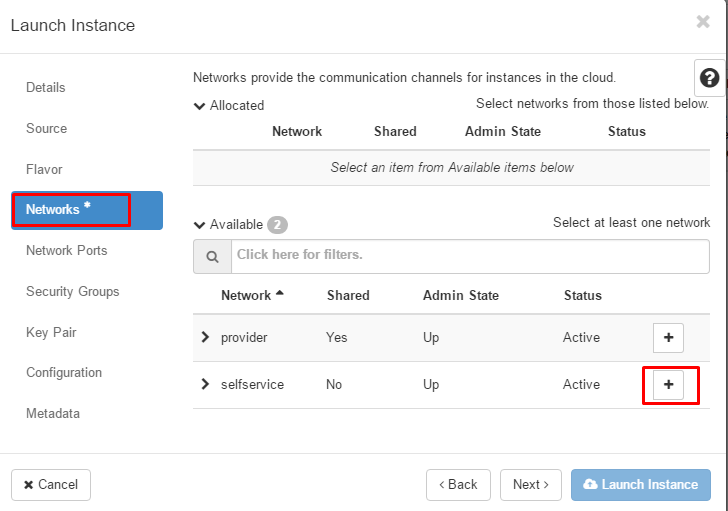 Launch Instance
Details
Source
Flavor
Networks *
Network Ports
Security Groups
Key Pair
Configuration
Metadata
Networks provide the communication channels for instances in the cloud.
Allocated
Select networks from those listed below.
Network Shared Admin State Status
Select an item from Available items below
Available 2
Select at least one network
Click here for filters.
Network Shared Admin State Status
provider Yes Up Active +
selfservice No Up Active +
× Cancel
‹ Back
Next ›
Launch Instance